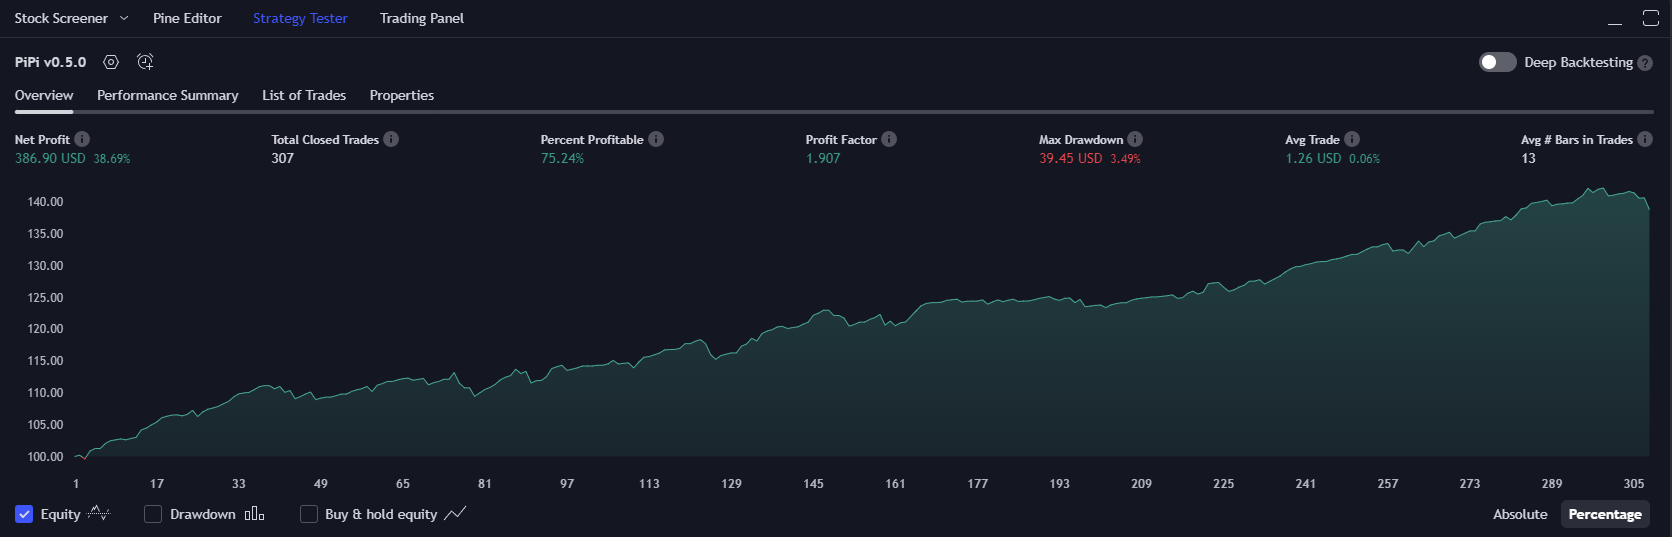 Stock Screener Pine Editor Strategy Tester Trading Panel
PiPi v0.5.0 Deep Backtesting ?
Overview Performance Summary List of Trades Properties
Net Profit Total Closed Trades Percent Profitable Profit Factor Max Drawdown Avg Trade Avg # Bars in Trades
386.90 USD 38.69% 307 75.24% 1.907 39.45 USD 3.49% 1.26 USD 0.06% 13
140.00
135.00
130.00
125.00
120.00
115.00
110.00
105.00
100.00
1 17 33 49 65 81 97 113 129 145 161 177 193 209 225 241 257 273 289 305
Equity Drawdown Buy & hold equity Absolute Percentage